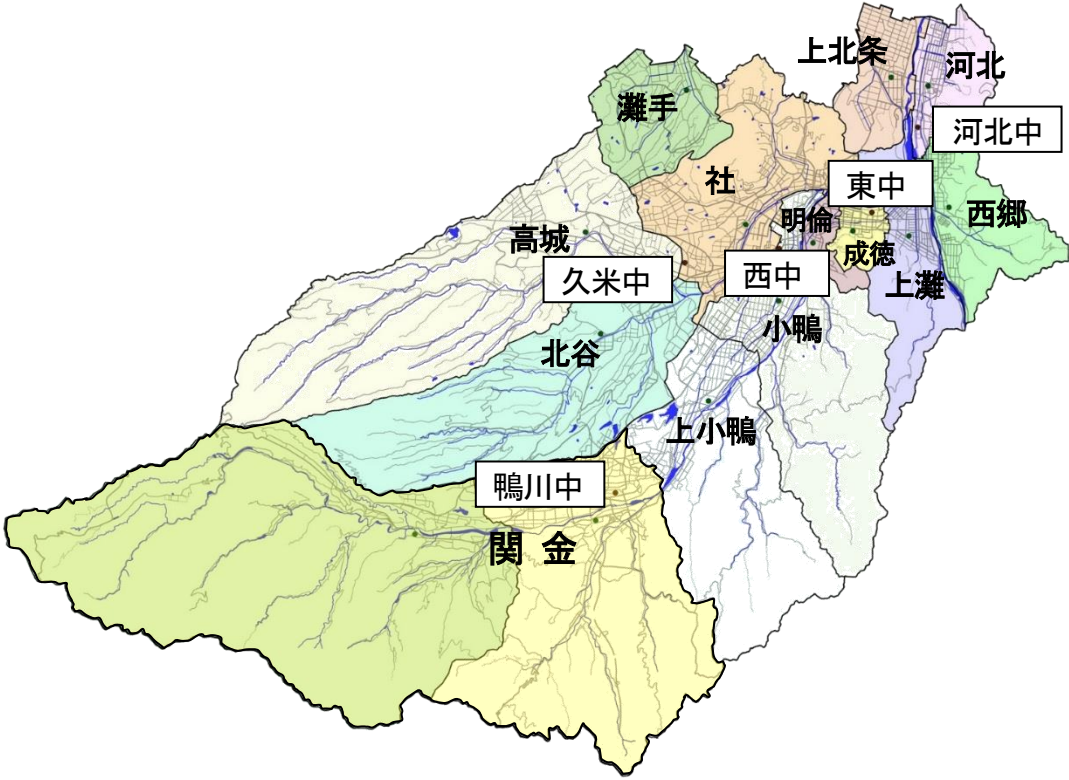 上北条
河北
灘手
河北中
社
東中
西郷
明倫
高城
成徳
久米中
西中
上灘
小鴨
北谷
上小鴨
鴨川中
関金